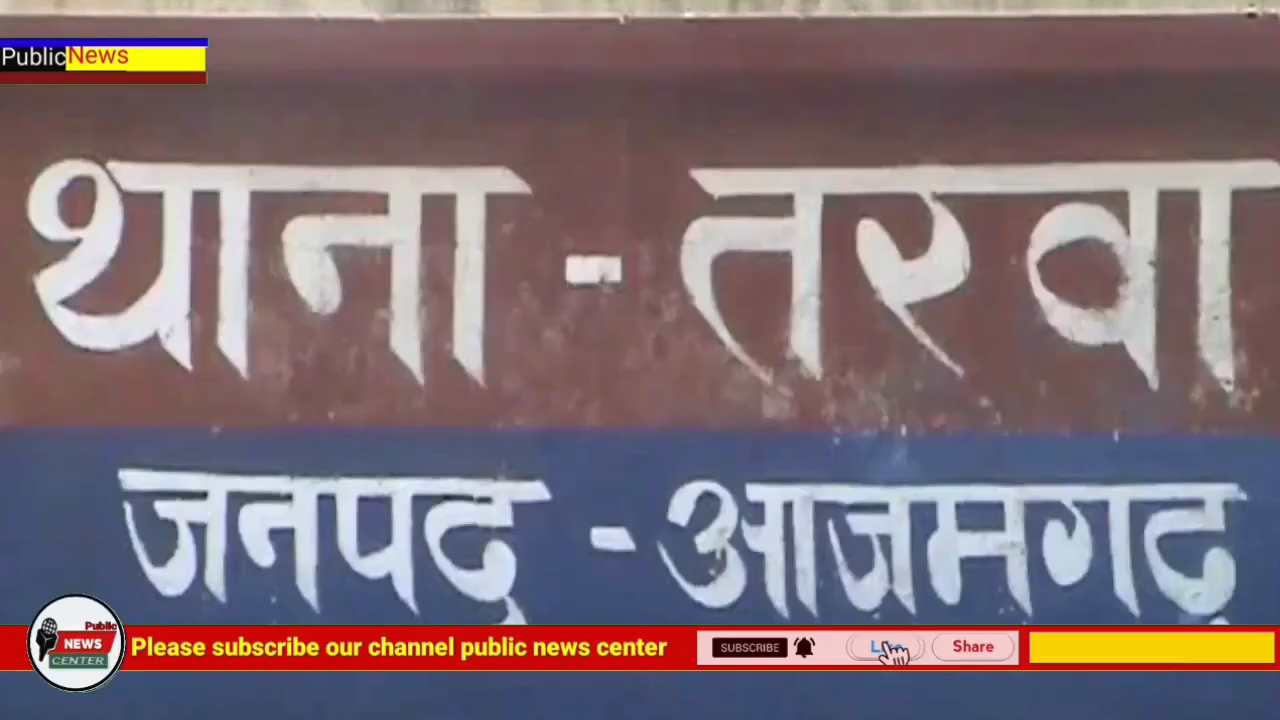 PublicNews
थाना - तरवा
जनपद - आजमगढ़
Public
NEWS
CENTER
Please subscribe our channel public news center
SUBSCRIBE
Share